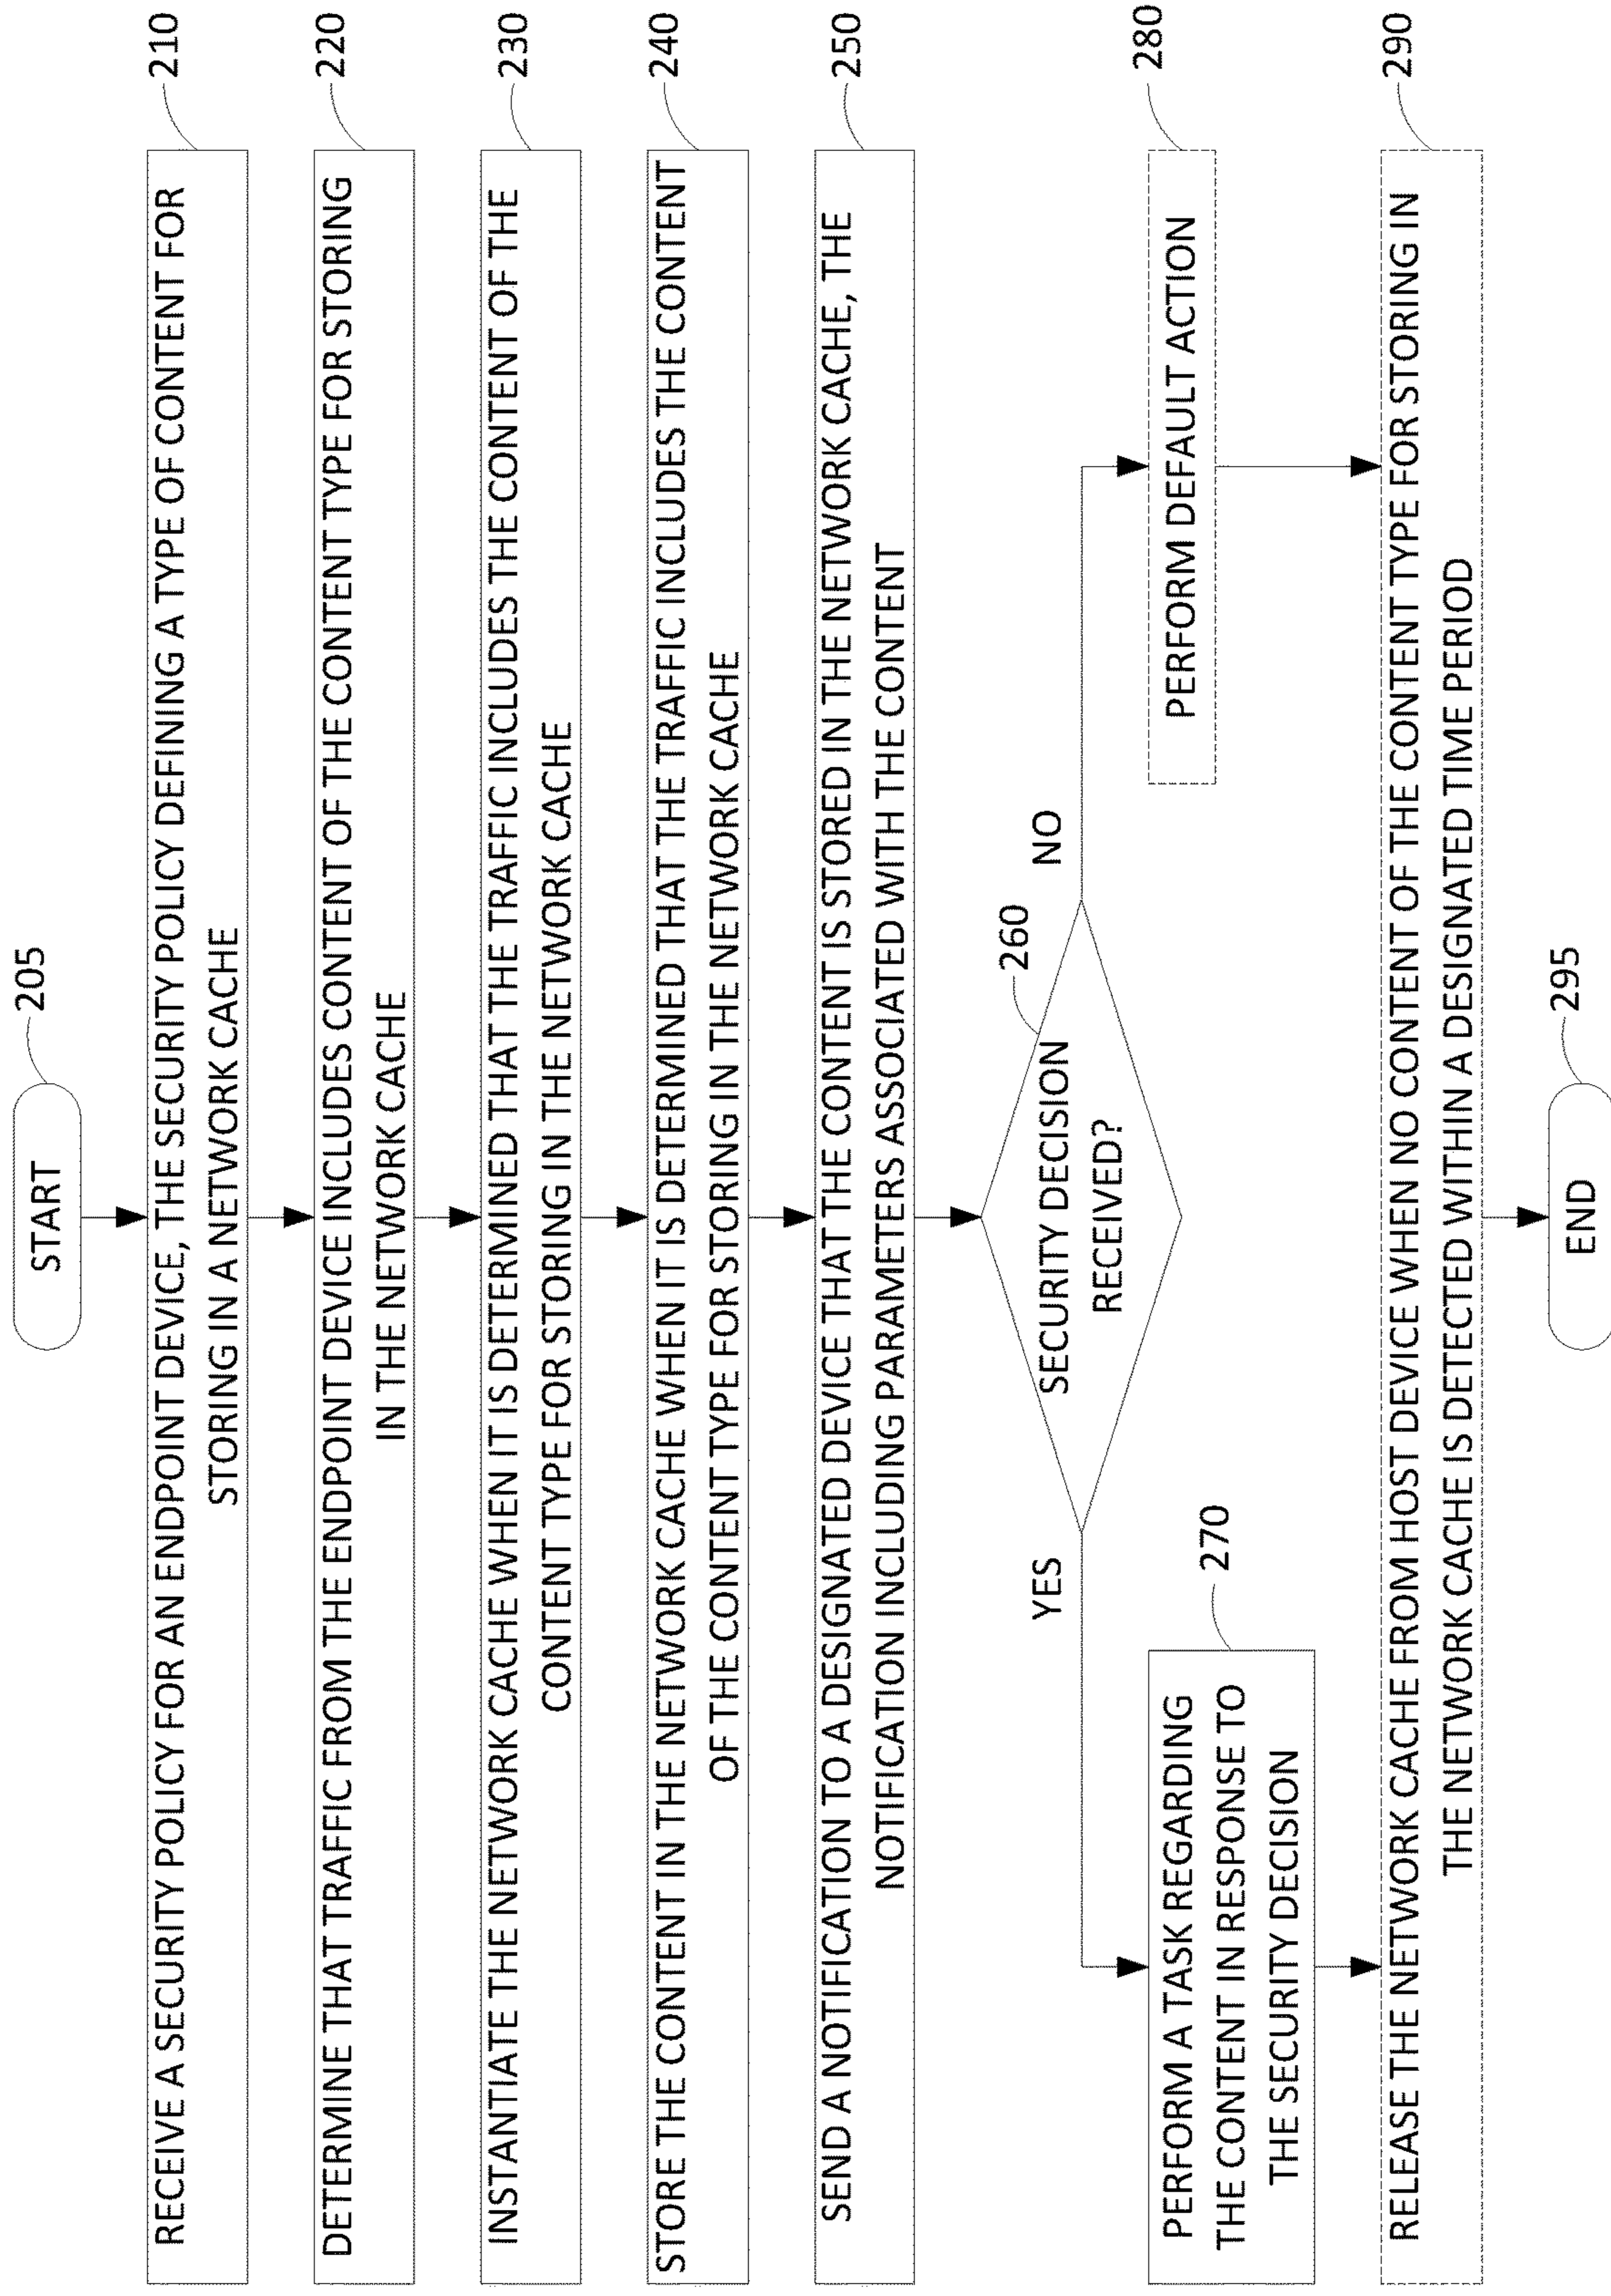 START
205
RECEIVE A SECURITY POLICY FOR AN ENDPOINT DEVICE, THE SECURITY POLICY DEFINING A TYPE OF CONTENT FOR
STORING IN A NETWORK CACHE
210
DETERMINE THAT TRAFFIC FROM THE ENDPOINT DEVICE INCLUDES CONTENT OF THE CONTENT TYPE FOR STORING
IN THE NETWORK CACHE
220
INSTANTIATE THE NETWORK CACHE WHEN IT IS DETERMINED THAT THE TRAFFIC INCLUDES THE CONTENT OF THE
CONTENT TYPE FOR STORING IN THE NETWORK CACHE
230
STORE THE CONTENT IN THE NETWORK CACHE WHEN IT IS DETERMINED THAT THE TRAFFIC INCLUDES THE CONTENT
OF THE CONTENT TYPE FOR STORING IN THE NETWORK CACHE
240
SEND A NOTIFICATION TO A DESIGNATED DEVICE THAT THE CONTENT IS STORED IN THE NETWORK CACHE, THE
NOTIFICATION INCLUDING PARAMETERS ASSOCIATED WITH THE CONTENT
250
SECURITY DECISION
RECEIVED?
260
YES
NO
PERFORM A TASK REGARDING
THE CONTENT IN RESPONSE TO
THE SECURITY DECISION
270
PERFORM DEFAULT ACTION
280
RELEASE THE NETWORK CACHE FROM HOST DEVICE WHEN NO CONTENT OF THE CONTENT TYPE FOR STORING IN
THE NETWORK CACHE IS DETECTED WITHIN A DESIGNATED TIME PERIOD
290
END
295